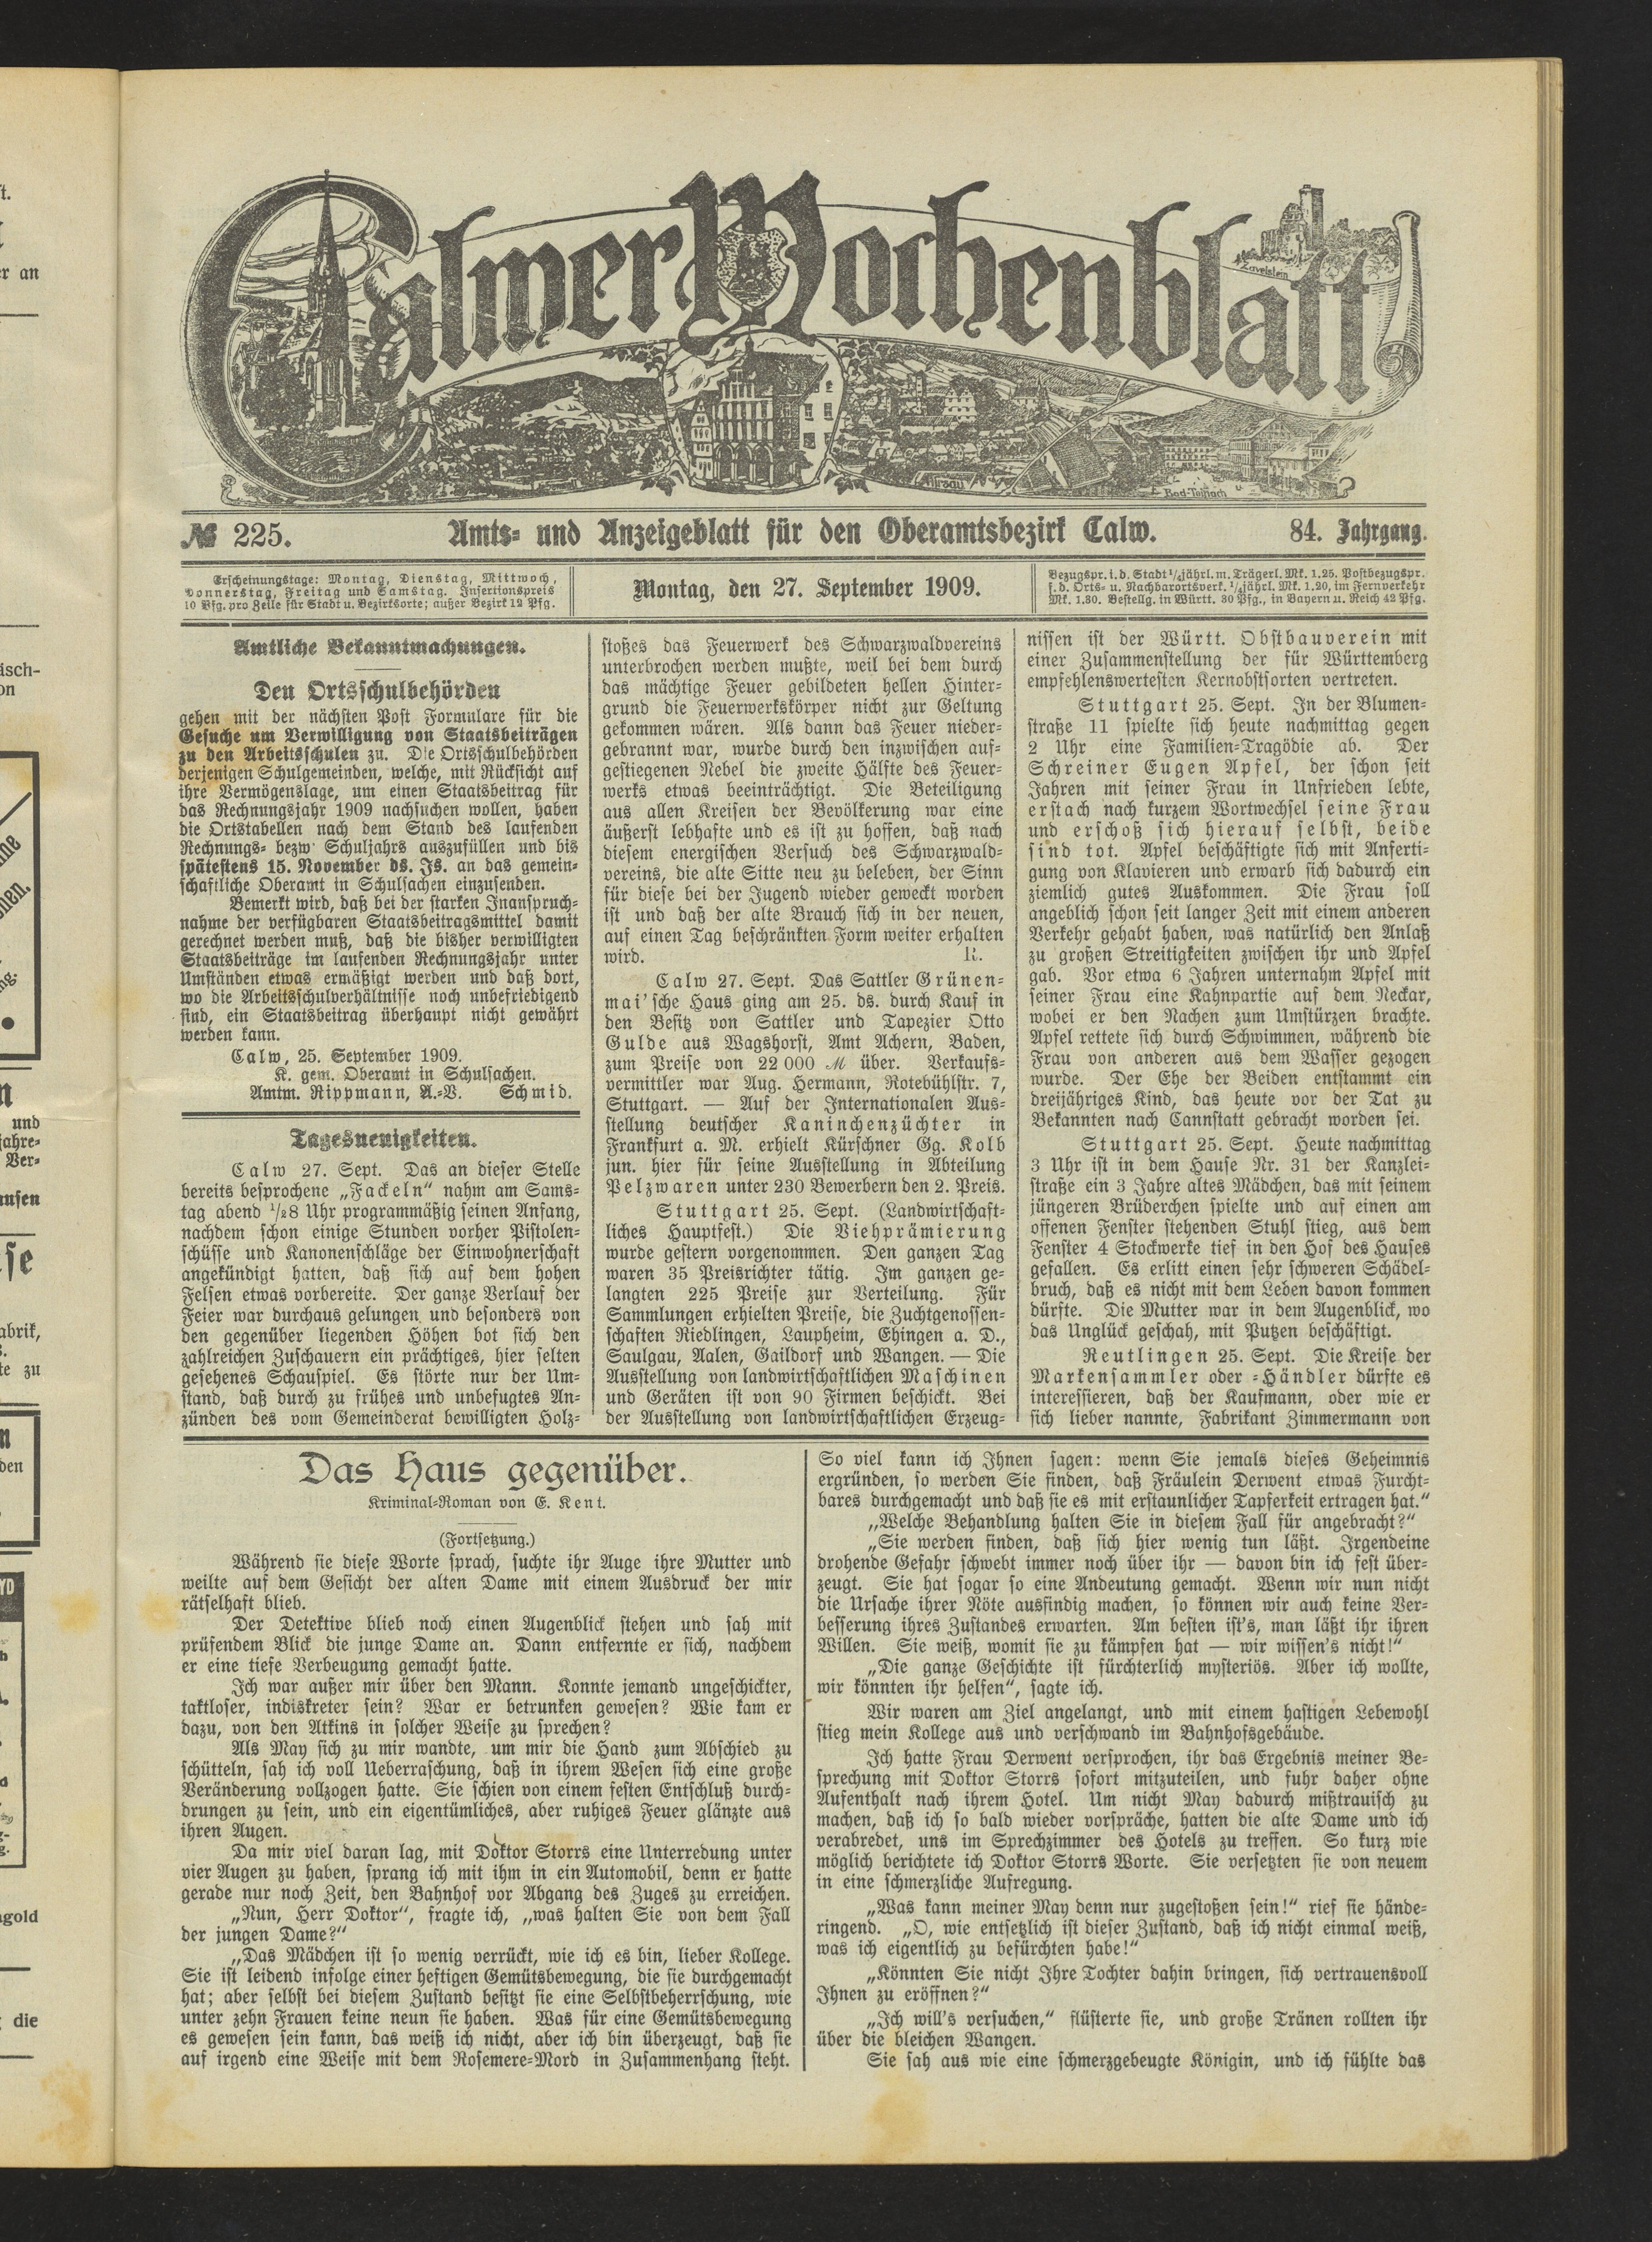 Calwer Wochenblatt
Zavelstein
Hirsau
Bad-Teinach
№ 225.
Amts- und Anzeigeblatt für den Oberamtsbezirk Calw.
84. Jahrgang.
Erscheinungstage: Montag, Dienstag, Mittwoch,
Donnerstag, Freitag und Samstag. Insertionspreis
10 Pfg. pro Zeile für Stadt u. Bezirksorte; außer Bezirk 12 Pfg.
Montag, den 27. September 1909.
Bezugspr. i. d. Stadt ¼jährl. m. Trägerl. Mk. 1.25. Postbezugspr.
f. d. Orts- u. Nachbarortsverk. ¼jährl. Mk. 1.20, im Fernverkehr
Mk. 1.30. Bestellg. in Württ. 30 Pfg., in Bayern u. Reich 42 Pfg.
Amtliche Bekanntmachungen.
Den Ortsschulbehörden
gehen mit der nächsten Post Formulare für die
Gesuche um Verwilligung von Staatsbeiträgen
zu den Arbeitsschulen zu. Die Ortsschulbehörden
derjenigen Schulgemeinden, welche, mit Rücksicht auf
ihre Vermögenslage, um einen Staatsbeitrag für
das Rechnungsjahr 1909 nachsuchen wollen, haben
die Ortstabellen nach dem Stand des laufenden
Rechnungs- bezw. Schuljahrs auszufüllen und bis
spätestens 15. November ds. Js. an das gemein-
schaftliche Oberamt in Schulsachen einzusenden.
Bemerkt wird, daß bei der starken Inanspruch-
nahme der verfügbaren Staatsbeitragsmittel damit
gerechnet werden muß, daß die bisher verwilligten
Staatsbeiträge im laufenden Rechnungsjahr unter
Umständen etwas ermäßigt werden und daß dort,
wo die Arbeitsschulverhältnisse noch unbefriedigend
sind, ein Staatsbeitrag überhaupt nicht gewährt
werden kann.
Calw, 25. September 1909.
K. gem. Oberamt in Schulsachen.
Amtm. Rippmann, A.-V. Schmid.
Tagesneuigkeiten.
Calw 27. Sept. Das an dieser Stelle
bereits besprochene „Fackeln“ nahm am Sams-
tag abend ½8 Uhr programmäßig seinen Anfang,
nachdem schon einige Stunden vorher Pistolen-
schüsse und Kanonenschläge der Einwohnerschaft
angekündigt hatten, daß sich auf dem hohen
Felsen etwas vorbereite. Der ganze Verlauf der
Feier war durchaus gelungen und besonders von
den gegenüber liegenden Höhen bot sich den
zahlreichen Zuschauern ein prächtiges, hier selten
gesehenes Schauspiel. Es störte nur der Um-
stand, daß durch zu frühes und unbefugtes An-
zünden des vom Gemeinderat bewilligten Holz-
stoßes das Feuerwerk des Schwarzwaldvereins
unterbrochen werden mußte, weil bei dem durch
das mächtige Feuer gebildeten hellen Hinter-
grund die Feuerwerkskörper nicht zur Geltung
gekommen wären. Als dann das Feuer nieder-
gebrannt war, wurde durch den inzwischen auf-
gestiegenen Nebel die zweite Hälfte des Feuer-
werks etwas beeinträchtigt. Die Beteiligung
aus allen Kreisen der Bevölkerung war eine
äußerst lebhafte und es ist zu hoffen, daß nach
diesem energischen Versuch des Schwarzwald-
vereins, die alte Sitte neu zu beleben, der Sinn
für diese bei der Jugend wieder geweckt worden
ist und daß der alte Brauch sich in der neuen,
auf einen Tag beschränkten Form weiter erhalten
wird. R.
Calw 27. Sept. Das Sattler Grünen-
mai'sche Haus ging am 25. ds. durch Kauf in
den Besitz von Sattler und Tapezier Otto
Gulde aus Wagshorst, Amt Achern, Baden,
zum Preise von 22 000 M über. Verkaufs-
vermittler war Aug. Hermann, Rotebühlstr. 7,
Stuttgart. — Auf der Internationalen Aus-
stellung deutscher Kaninchenzüchter in
Frankfurt a. M. erhielt Kürschner Gg. Kolb
jun. hier für seine Ausstellung in Abteilung
Pelzwaren unter 230 Bewerbern den 2. Preis.
Stuttgart 25. Sept. (Landwirtschaft-
liches Hauptfest.) Die Viehprämierung
wurde gestern vorgenommen. Den ganzen Tag
waren 35 Preisrichter tätig. Im ganzen ge-
langten 225 Preise zur Verteilung. Für
Sammlungen erhielten Preise, die Zuchtgenossen-
schaften Riedlingen, Laupheim, Ehingen a. D.,
Saulgau, Aalen, Gaildorf und Wangen. — Die
Ausstellung von landwirtschaftlichen Maschinen
und Geräten ist von 90 Firmen beschickt. Bei
der Ausstellung von landwirtschaftlichen Erzeug-
nissen ist der Württ. Obstbauverein mit
einer Zusammenstellung der für Württemberg
empfehlenswertesten Kernobstsorten vertreten.
Stuttgart 25. Sept. In der Blumen-
straße 11 spielte sich heute nachmittag gegen
2 Uhr eine Familien-Tragödie ab. Der
Schreiner Eugen Apfel, der schon seit
Jahren mit seiner Frau in Unfrieden lebte,
erstach nach kurzem Wortwechsel seine Frau
und erschoß sich hierauf selbst, beide
sind tot. Apfel beschäftigte sich mit Anferti-
gung von Klavieren und erwarb sich dadurch ein
ziemlich gutes Auskommen. Die Frau soll
angeblich schon seit langer Zeit mit einem anderen
Verkehr gehabt haben, was natürlich den Anlaß
zu großen Streitigkeiten zwischen ihr und Apfel
gab. Vor etwa 6 Jahren unternahm Apfel mit
seiner Frau eine Kahnpartie auf dem Neckar,
wobei er den Nachen zum Umstürzen brachte.
Apfel rettete sich durch Schwimmen, während die
Frau von anderen aus dem Wasser gezogen
wurde. Der Ehe der Beiden entstammt ein
dreijähriges Kind, das heute vor der Tat zu
Bekannten nach Cannstatt gebracht worden sei.
Stuttgart 25. Sept. Heute nachmittag
3 Uhr ist in dem Hause Nr. 31 der Kanzlei-
straße ein 3 Jahre altes Mädchen, das mit seinem
jüngeren Brüderchen spielte und auf einen am
offenen Fenster stehenden Stuhl stieg, aus dem
Fenster 4 Stockwerke tief in den Hof des Hauses
gefallen. Es erlitt einen sehr schweren Schädel-
bruch, daß es nicht mit dem Leben davon kommen
dürfte. Die Mutter war in dem Augenblick, wo
das Unglück geschah, mit Putzen beschäftigt.
Reutlingen 25. Sept. Die Kreise der
Markensammler oder -Händler dürfte es
interessieren, daß der Kaufmann, oder wie er
sich lieber nannte, Fabrikant Zimmermann von
Das Haus gegenüber.
Kriminal-Roman von E. Kent.
(Fortsetzung.)
Während sie diese Worte sprach, suchte ihr Auge ihre Mutter und
weilte auf dem Gesicht der alten Dame mit einem Ausdruck der mir
rätselhaft blieb.
Der Detektive blieb noch einen Augenblick stehen und sah mit
prüfendem Blick die junge Dame an. Dann entfernte er sich, nachdem
er eine tiefe Verbeugung gemacht hatte.
Ich war außer mir über den Mann. Konnte jemand ungeschickter,
taktloser, indiskreter sein? War er betrunken gewesen? Wie kam er
dazu, von den Atkins in solcher Weise zu sprechen?
Als May sich zu mir wandte, um mir die Hand zum Abschied zu
schütteln, sah ich voll Ueberraschung, daß in ihrem Wesen sich eine große
Veränderung vollzogen hatte. Sie schien von einem festen Entschluß durch-
drungen zu sein, und ein eigentümliches, aber ruhiges Feuer glänzte aus
ihren Augen.
Da mir viel daran lag, mit Doktor Storrs eine Unterredung unter
vier Augen zu haben, sprang ich mit ihm in ein Automobil, denn er hatte
gerade nur noch Zeit, den Bahnhof vor Abgang des Zuges zu erreichen.
„Nun, Herr Doktor“, fragte ich, „was halten Sie von dem Fall
der jungen Dame?“
„Das Mädchen ist so wenig verrückt, wie ich es bin, lieber Kollege.
Sie ist leidend infolge einer heftigen Gemütsbewegung, die sie durchgemacht
hat; aber selbst bei diesem Zustand besitzt sie eine Selbstbeherrschung, wie
unter zehn Frauen keine neun sie haben. Was für eine Gemütsbewegung
es gewesen sein kann, das weiß ich nicht, aber ich bin überzeugt, daß sie
auf irgend eine Weise mit dem Rosemere-Mord in Zusammenhang steht.
So viel kann ich Ihnen sagen: wenn Sie jemals dieses Geheimnis
ergründen, so werden Sie finden, daß Fräulein Derwent etwas Furcht-
bares durchgemacht und daß sie es mit erstaunlicher Tapferkeit ertragen hat.“
„Welche Behandlung halten Sie in diesem Fall für angebracht?“
„Sie werden finden, daß sich hier wenig tun läßt. Irgendeine
drohende Gefahr schwebt immer noch über ihr — davon bin ich fest über-
zeugt. Sie hat sogar so eine Andeutung gemacht. Wenn wir nun nicht
die Ursache ihrer Nöte ausfindig machen, so können wir auch keine Ver-
besserung ihres Zustandes erwarten. Am besten ist's, man läßt ihr ihren
Willen. Sie weiß, womit sie zu kämpfen hat — wir wissen's nicht!“
„Die ganze Geschichte ist fürchterlich mysteriös. Aber ich wollte,
wir könnten ihr helfen“, sagte ich.
Wir waren am Ziel angelangt, und mit einem hastigen Lebewohl
stieg mein Kollege aus und verschwand im Bahnhofsgebäude.
Ich hatte Frau Derwent versprochen, ihr das Ergebnis meiner Be-
sprechung mit Doktor Storrs sofort mitzuteilen, und fuhr daher ohne
Aufenthalt nach ihrem Hotel. Um nicht May dadurch mißtrauisch zu
machen, daß ich so bald wieder vorspräche, hatten die alte Dame und ich
verabredet, uns im Sprechzimmer des Hotels zu treffen. So kurz wie
möglich berichtete ich Doktor Storrs Worte. Sie versetzten sie von neuem
in eine schmerzliche Aufregung.
„Was kann meiner May denn nur zugestoßen sein!“ rief sie hände-
ringend. „O, wie entsetzlich ist dieser Zustand, daß ich nicht einmal weiß,
was ich eigentlich zu befürchten habe!“
„Könnten Sie nicht Ihre Tochter dahin bringen, sich vertrauensvoll
Ihnen zu eröffnen?“
„Ich will's versuchen,“ flüsterte sie, und große Tränen rollten ihr
über die bleichen Wangen.
Sie sah aus wie eine schmerzgebeugte Königin, und ich fühlte das